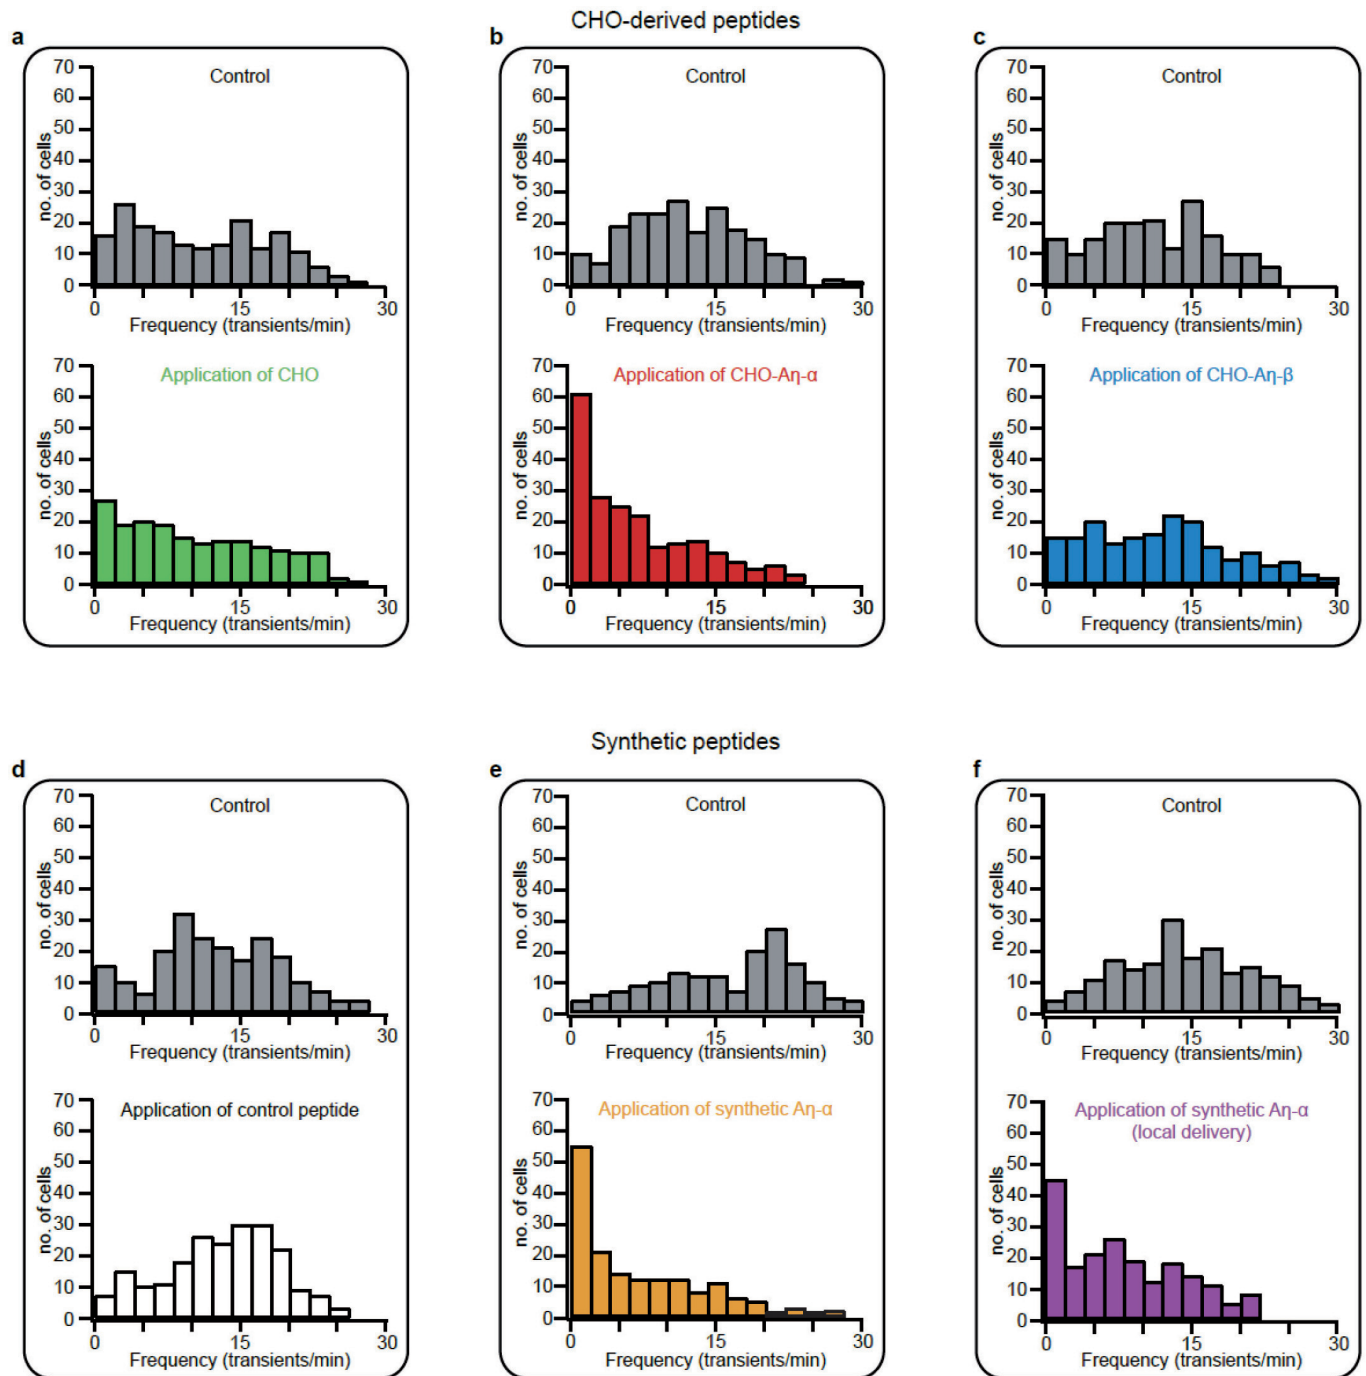 CHO-derived peptides
a
b
c
70
60
50
40
30
20
10
0
no. of cells
Control
0
15
30
Frequency (transients/min)
70
60
50
40
30
20
10
0
no. of cells
Control
0
15
30
Frequency (transients/min)
70
60
50
40
30
20
10
0
no. of cells
Control
0
15
30
Frequency (transients/min)
70
60
50
40
30
20
10
0
no. of cells
Application of CHO
0
15
30
Frequency (transients/min)
70
60
50
40
30
20
10
0
no. of cells
Application of CHO-Aη-α
0
15
30
Frequency (transients/min)
70
60
50
40
30
20
10
0
no. of cells
Application of CHO-Aη-β
0
15
30
Frequency (transients/min)
Synthetic peptides
d
e
f
70
60
50
40
30
20
10
0
no. of cells
Control
0
15
30
Frequency (transients/min)
70
60
50
40
30
20
10
0
no. of cells
Control
0
15
30
Frequency (transients/min)
70
60
50
40
30
20
10
0
no. of cells
Control
0
15
30
Frequency (transients/min)
70
60
50
40
30
20
10
0
no. of cells
Application of control peptide
0
15
30
Frequency (transients/min)
70
60
50
40
30
20
10
0
no. of cells
Application of synthetic Aη-α
0
15
30
Frequency (transients/min)
70
60
50
40
30
20
10
0
no. of cells
Application of synthetic Aη-α
(local delivery)
0
15
30
Frequency (transients/min)